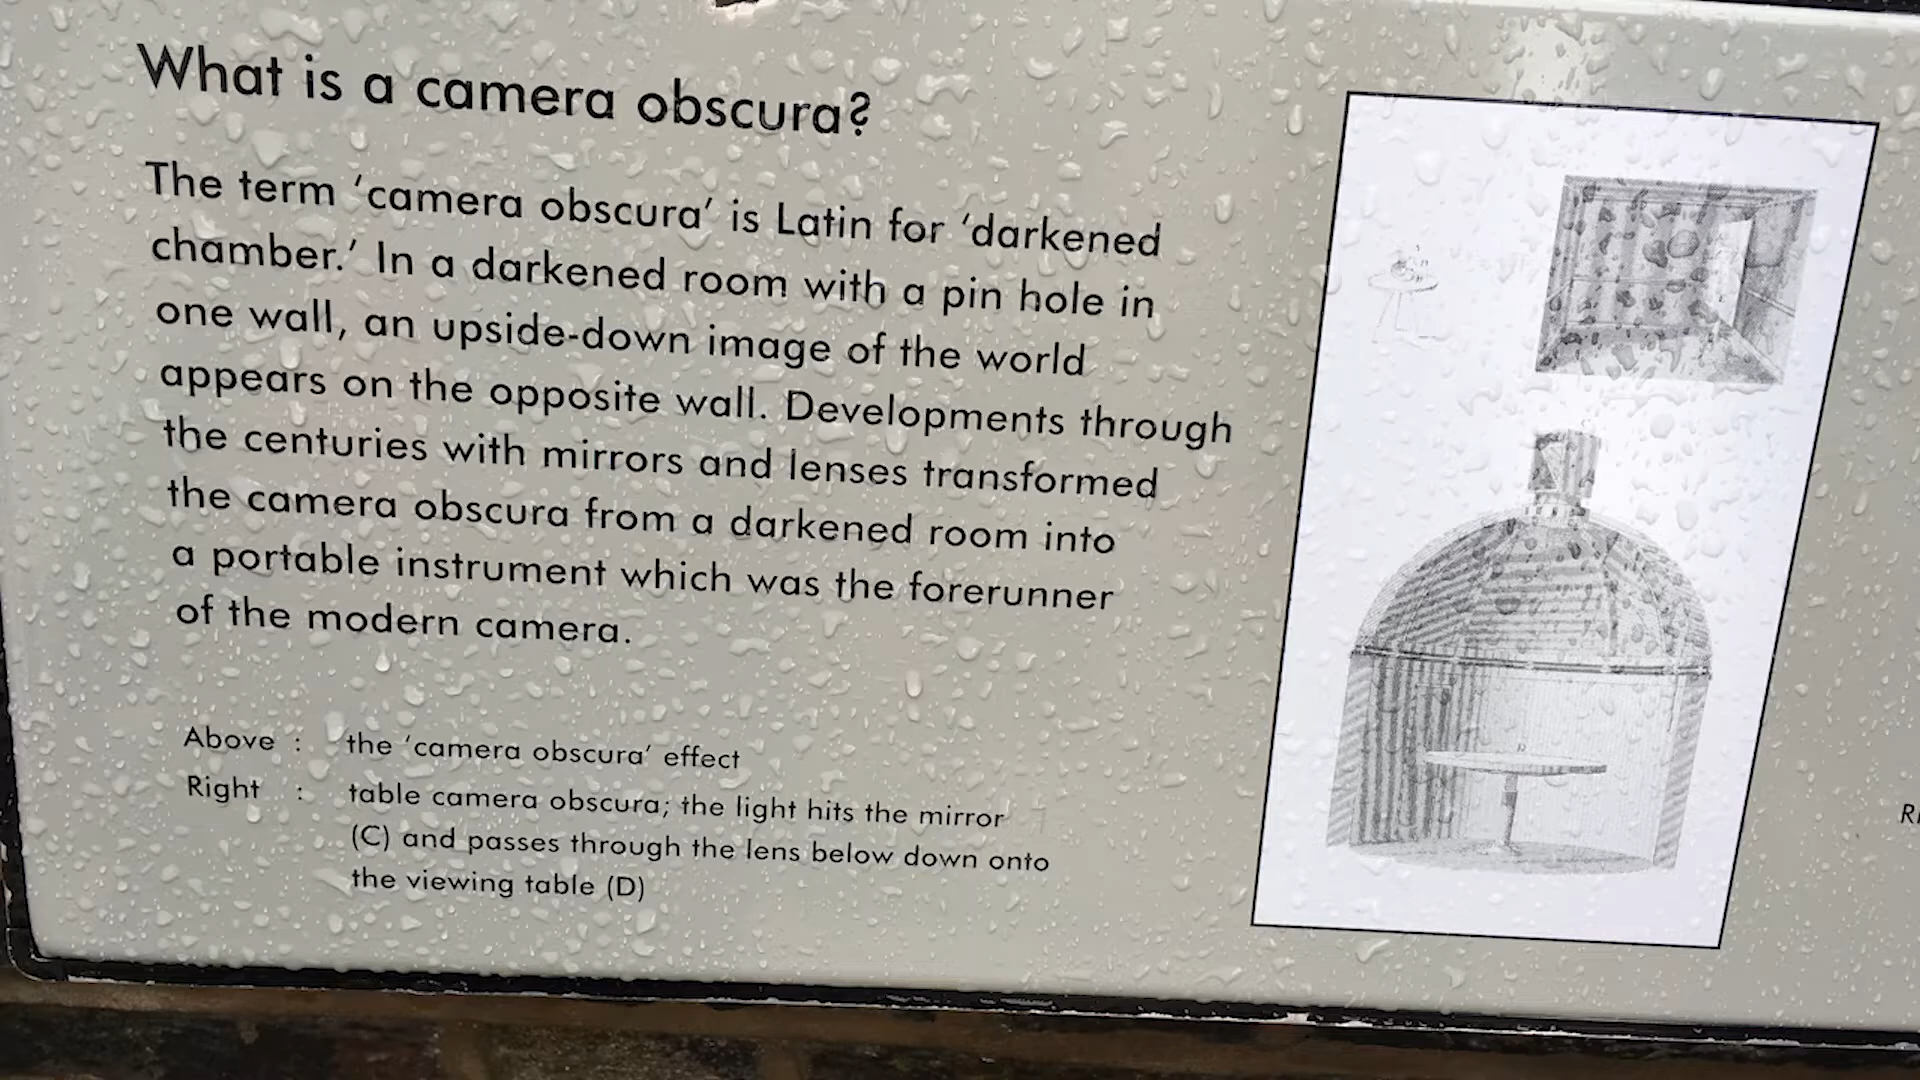 What is a camera obscura?
The term ‘camera obscura’ is Latin for ‘darkened
chamber.’ In a darkened room with a pin hole in
one wall, an upside-down image of the world
appears on the opposite wall. Developments through
the centuries with mirrors and lenses transformed
the camera obscura from a darkened room into
a portable instrument which was the forerunner
of the modern camera.
Above : the ‘camera obscura’ effect
Right : table camera obscura; the light hits the mirror
(C) and passes through the lens below down onto
the viewing table (D)